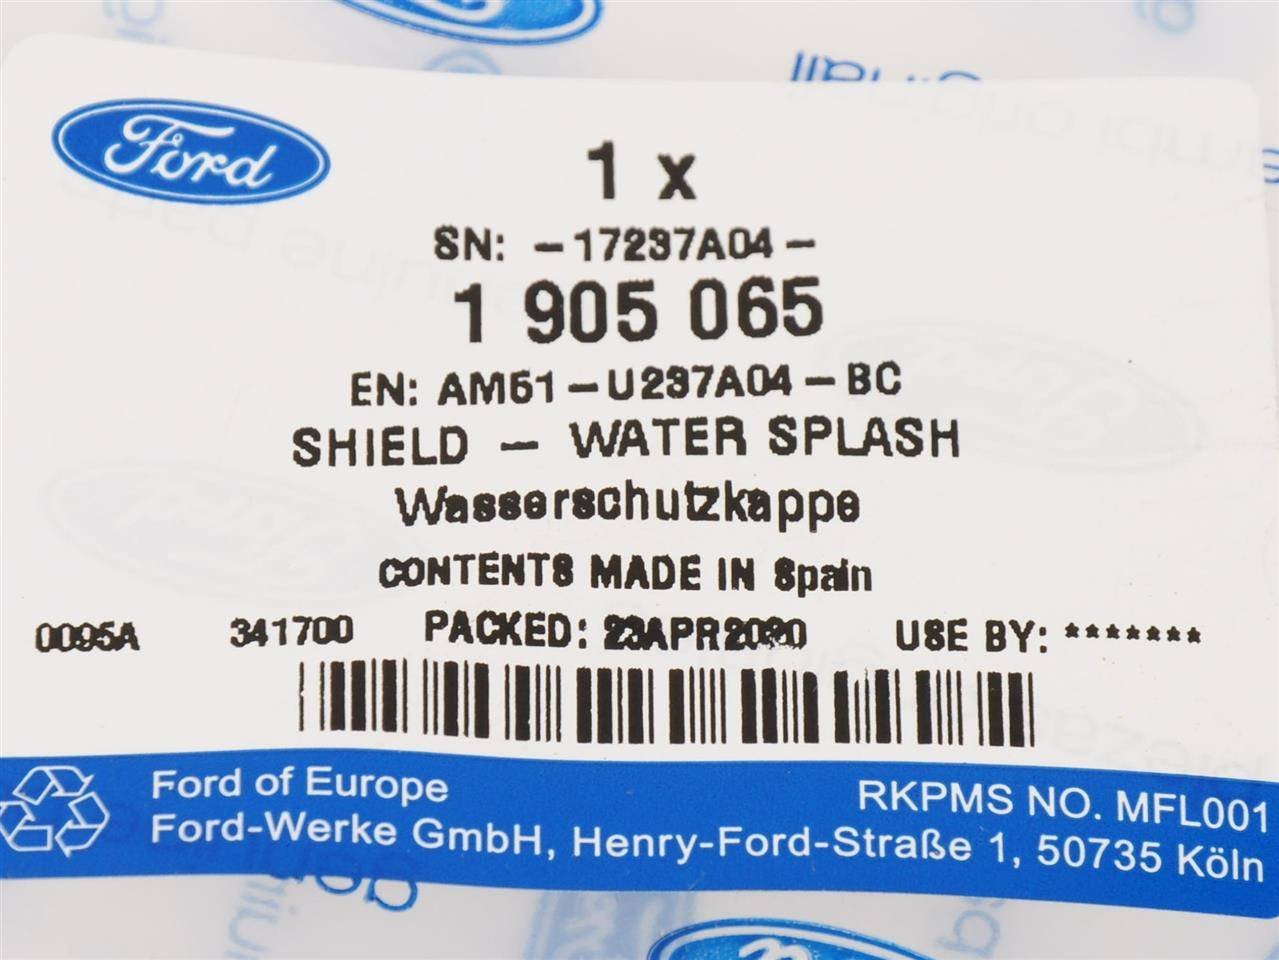 Ford
1 x
SN: -17237A04-
1 905 065
EN: AM51-U237A04-BC
SHIELD - WATER SPLASH
Wasserschutzkappe
CONTENTS MADE IN Spain
0095A 341700 PACKED: 23APR2020 USE BY: *******
Ford of Europe RKPMS NO. MFL001
Ford-Werke GmbH, Henry-Ford-Straße 1, 50735 Köln